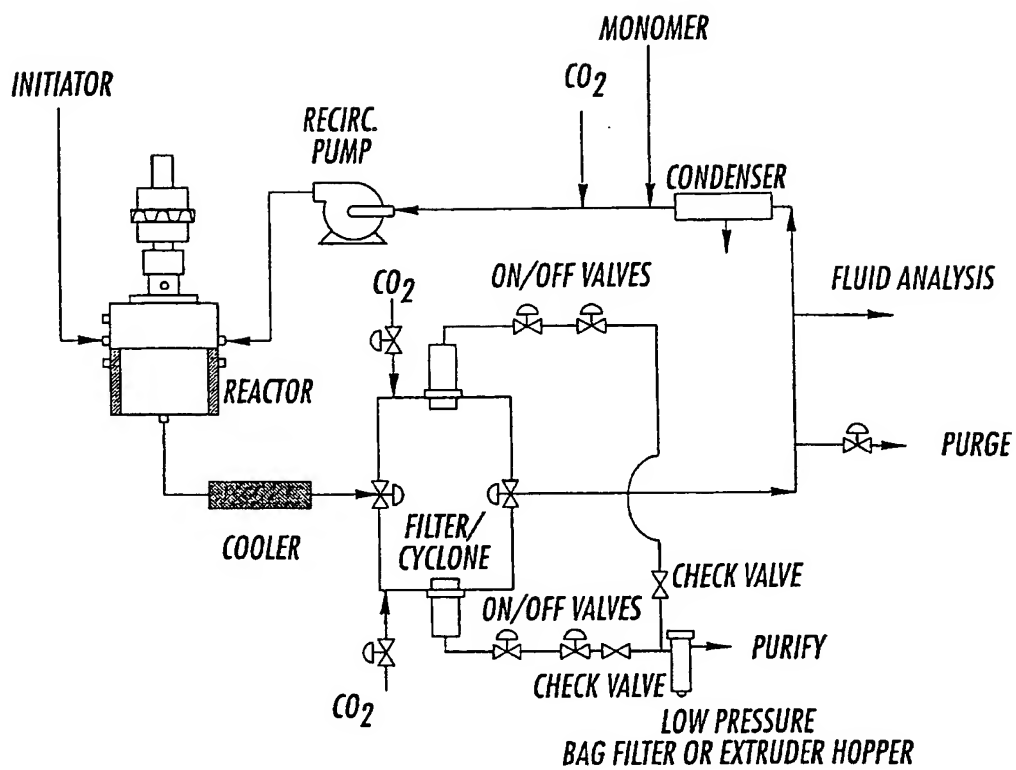 MONOMER
CO2
INITIATOR
RECIRC.
PUMP
CONDENSER
ON/OFF VALVES
CO2
FLUID ANALYSIS
REACTOR
PURGE
FILTER/
CYCLONE
COOLER
CHECK VALVE
ON/OFF VALVES
PURIFY
CHECK VALVE
CO2
LOW PRESSURE
BAG FILTER OR EXTRUDER HOPPER